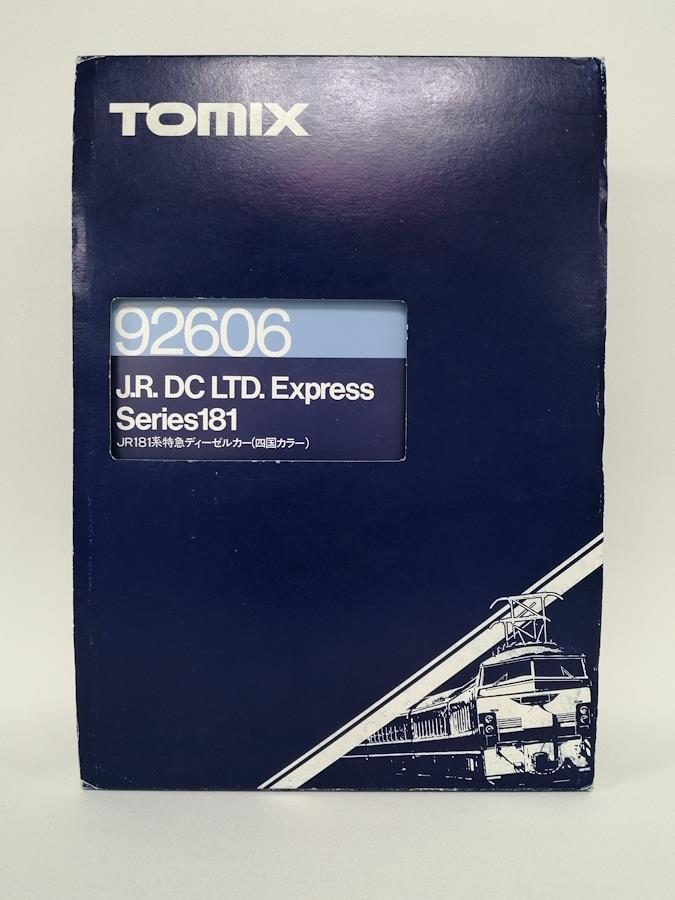 TOMIX
92606
J.R. DC LTD. Express
Series181
JR181系特急ディーゼルカー(四国カラー)